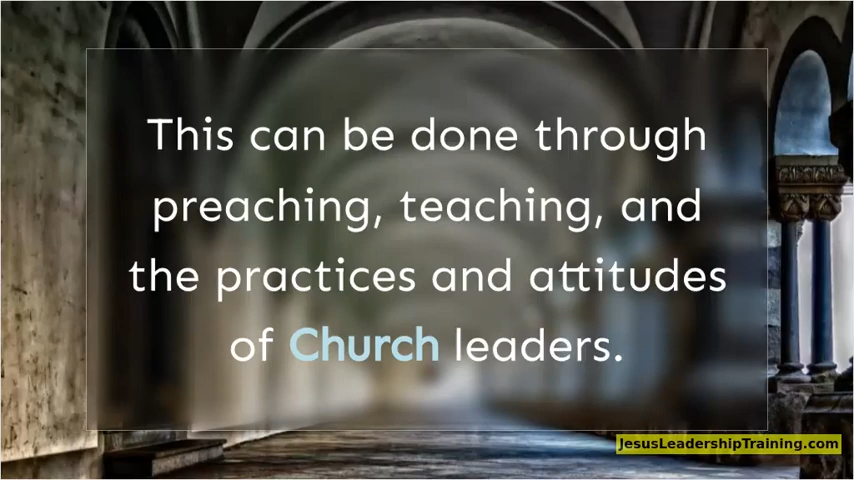 This can be done through
preaching, teaching, and
the practices and attitudes
of Church leaders.
JesusLeadershipTraining.com